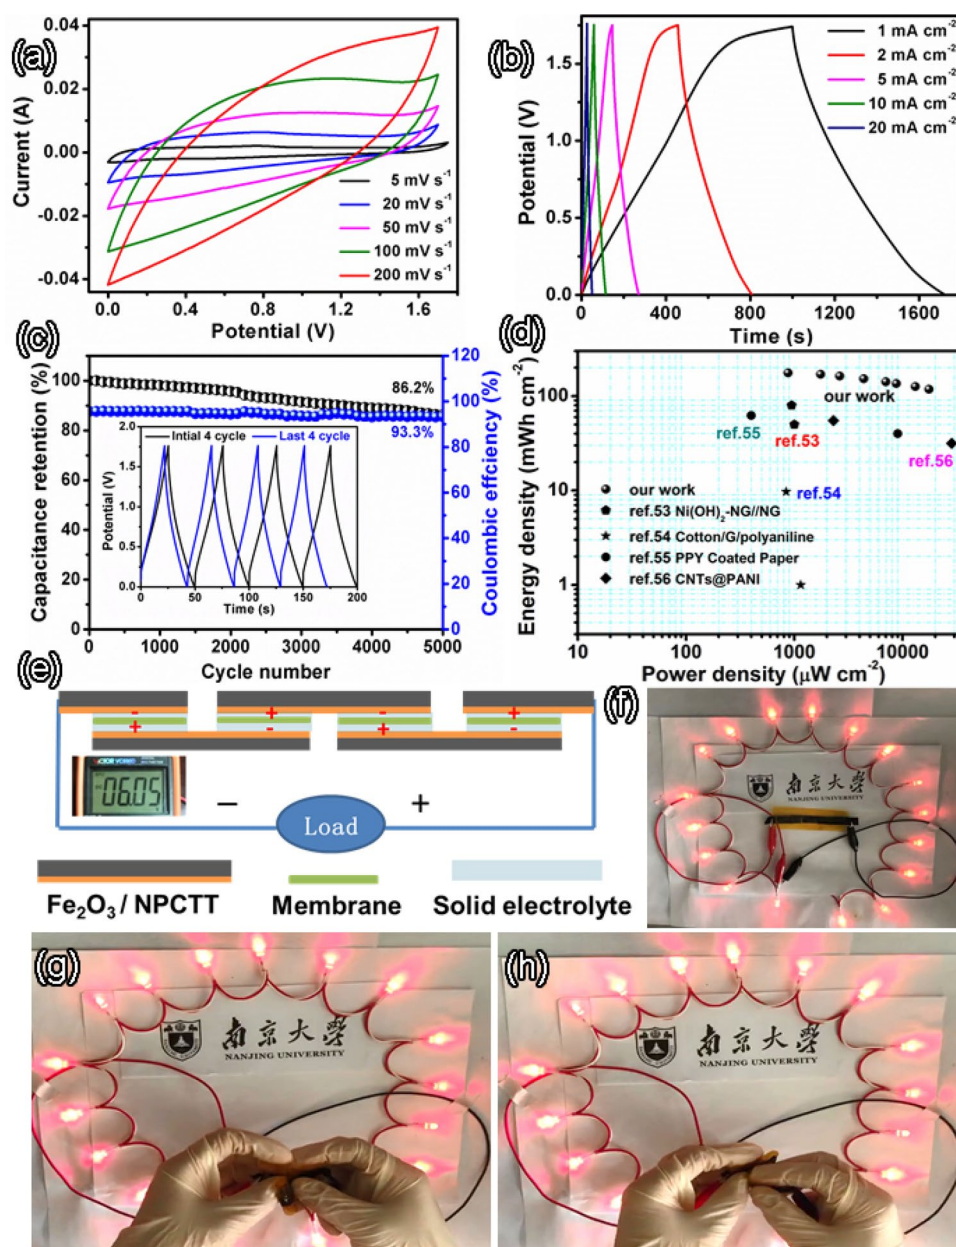 (a)
0.04
0.02
0.00
-0.02
-0.04
Current (A)
0.0 0.4 0.8 1.2 1.6
Potential (V)
5 mV s⁻¹
20 mV s⁻¹
50 mV s⁻¹
100 mV s⁻¹
200 mV s⁻¹
(b)
1.5
1.0
0.5
0.0
Potential (V)
0 400 800 1200 1600
Time (s)
1 mA cm⁻²
2 mA cm⁻²
5 mA cm⁻²
10 mA cm⁻²
20 mA cm⁻²
(c)
100
80
60
40
20
0
Capacitance retention (%)
120
100
80
60
40
20
0
Coulombic effciency (%)
86.2%
93.3%
Intial 4 cycle
Last 4 cycle
2.0
1.8
1.2
0.6
0.0
Potential (V)
0 50 100 150 200
Time (s)
0 1000 2000 3000 4000 5000
Cycle number
(d)
100
10
1
Energy density (mWh cm⁻²)
our work
ref.55
ref.53
ref.56
ref.54
our work
ref.53 Ni(OH)₂-NG//NG
ref.54 Cotton/G/polyaniline
ref.55 PPY Coated Paper
ref.56 CNTs@PANI
10 100 1000 10000
Power density (μW cm⁻²)
(e)
- + - +
+ - + -
06.05
− +
Load
Fe₂O₃ / NPCTT
Membrane
Solid electrolyte
(f)
南京大學
NANJING UNIVERSITY
(g)
南京大學
NANJING UNIVERSITY
(h)
南京大學
NANJING UNIVERSITY